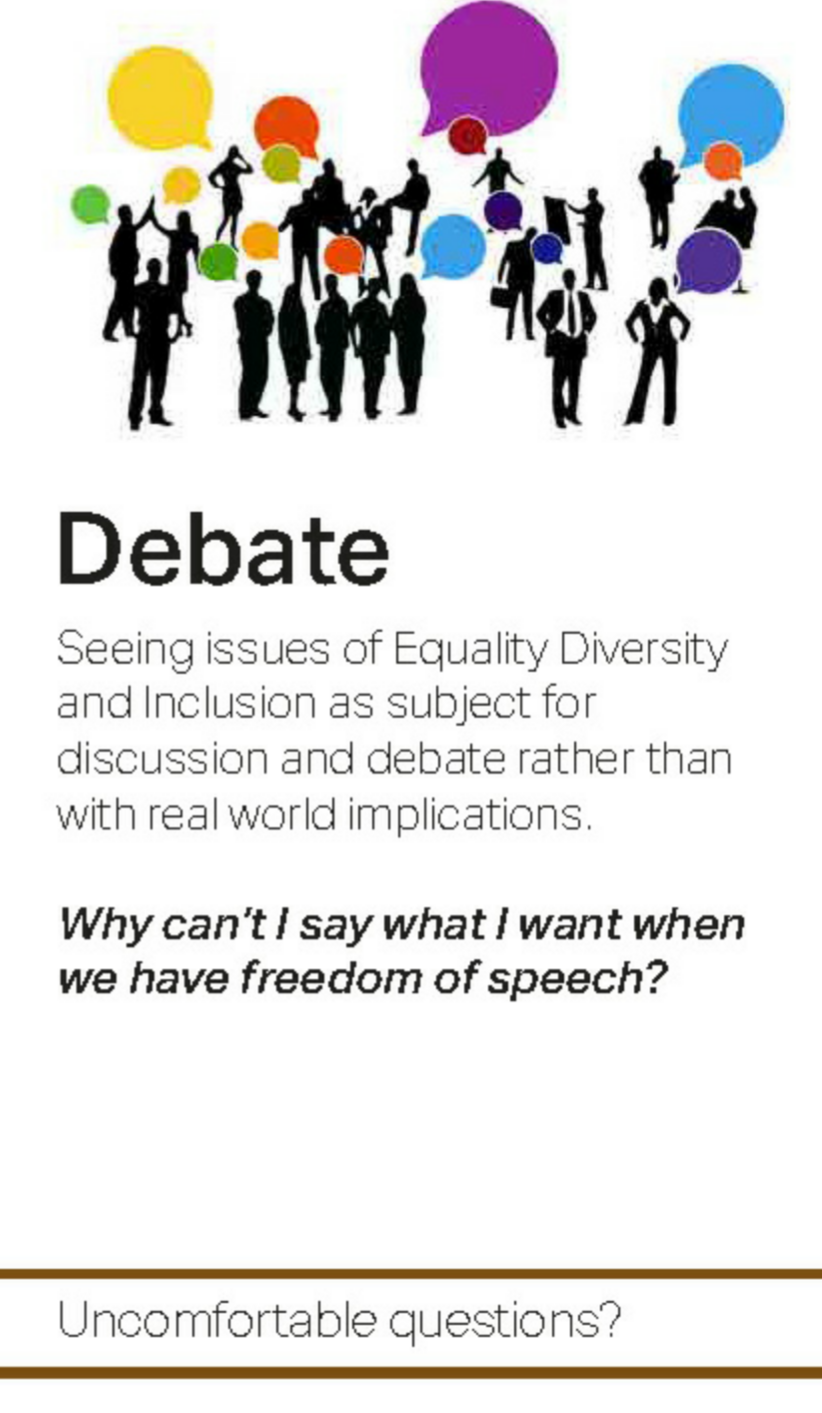 Debate
Seeing issues of Equality Diversity
and Inclusion as subject for
discussion and debate rather than
with real world implications.
Why can't I say what I want when
we have freedom of speech?
Uncomfortable questions?